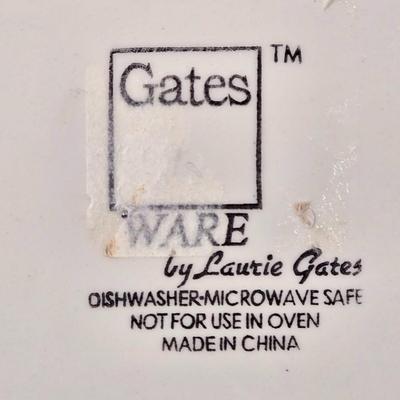 Gates ™
WARE
by Laurie Gates
DISHWASHER-MICROWAVE SAFE
NOT FOR USE IN OVEN
MADE IN CHINA